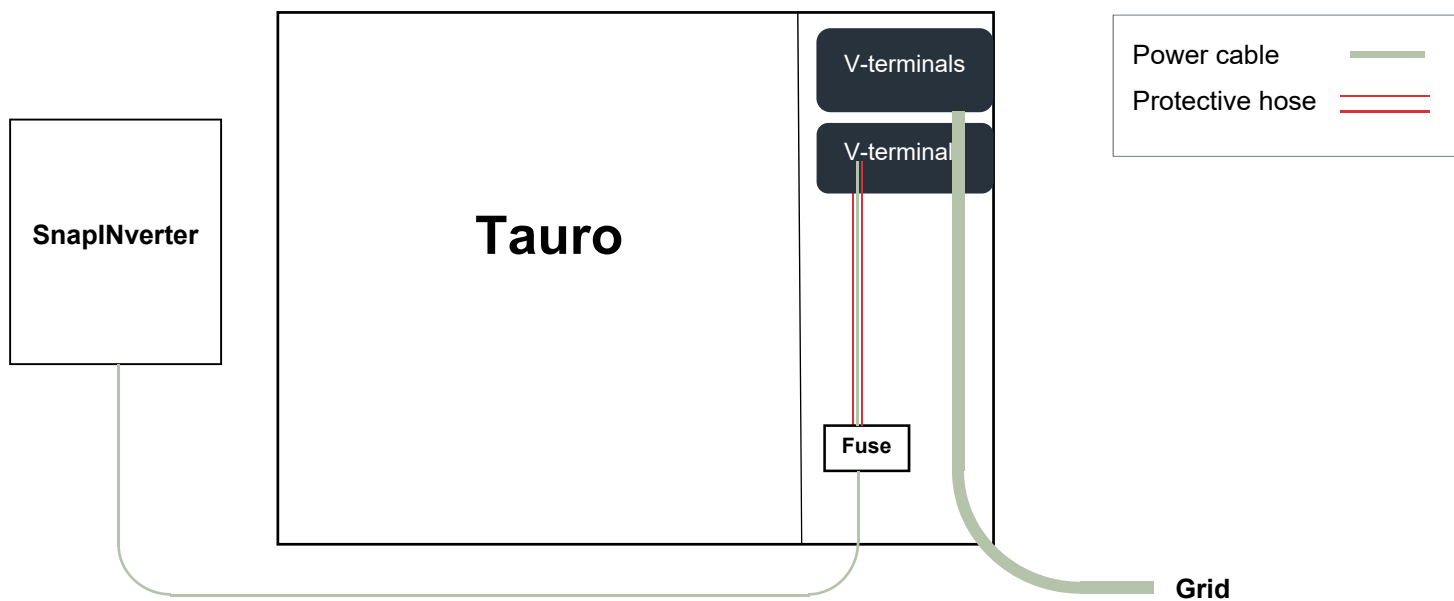 V-terminals
Power cable
Protective hose
V-terminal
SnapINverter
Tauro
Fuse
Grid